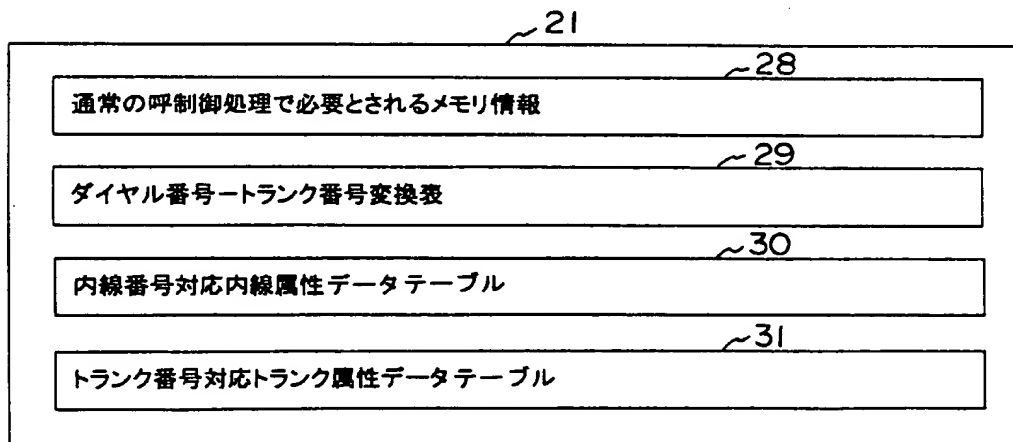 21
28
通常の呼制御処理で必要とされるメモリ情報
29
ダイヤル番号ートランク番号変換表
30
内線番号対応内線属性データテーブル
31
トランク番号対応トランク属性データテーブル